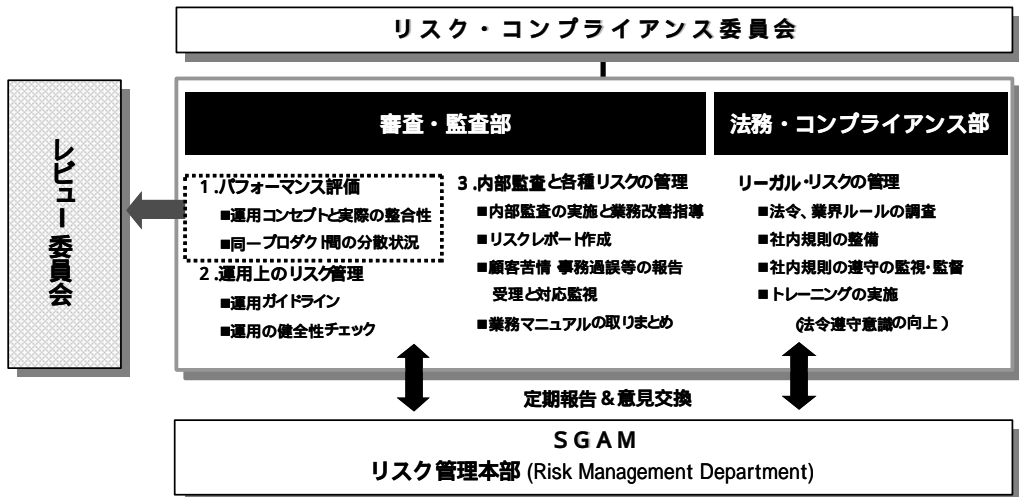 リスク・コンプライアンス委員会
レビュー委員会
審査・監査部
1.パフォーマンス評価
■運用コンセプトと実際の整合性
■同一プロダクト間の分散状況
2.運用上のリスク管理
■運用ガイドライン
■運用の健全性チェック
3.内部監査と各種リスクの管理
■内部監査の実施と業務改善指導
■リスクレポート作成
■顧客苦情・事務過誤等の報告
受理と対応監視
■業務マニュアルの取りまとめ
法務・コンプライアンス部
リーガル・リスクの管理
■法令、業界ルールの調査
■社内規則の整備
■社内規則の遵守の監視・監督
■トレーニングの実施
(法令遵守意識の向上)
定期報告&意見交換
SGAM
リスク管理本部 (Risk Management Department)